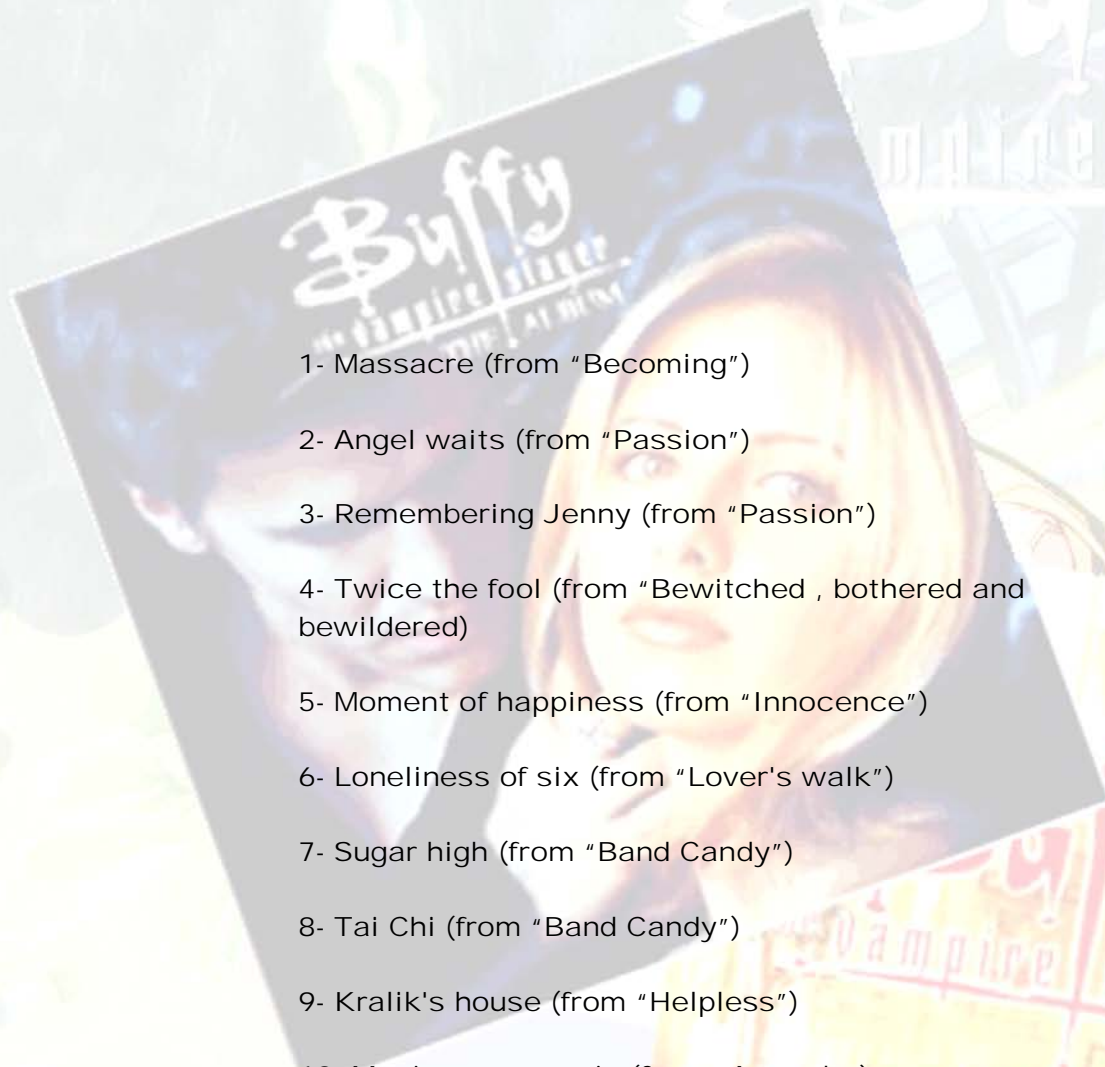 Buffy
the vampire slayer
THE ALBUM
1- Massacre (from "Becoming")
2- Angel waits (from "Passion")
3- Remembering Jenny (from "Passion")
4- Twice the fool (from "Bewitched , bothered and
bewildered)
5- Moment of happiness (from "Innocence")
6- Loneliness of six (from "Lover's walk")
7- Sugar high (from "Band Candy")
8- Tai Chi (from "Band Candy")
9- Kralik's house (from "Helpless")
vampire